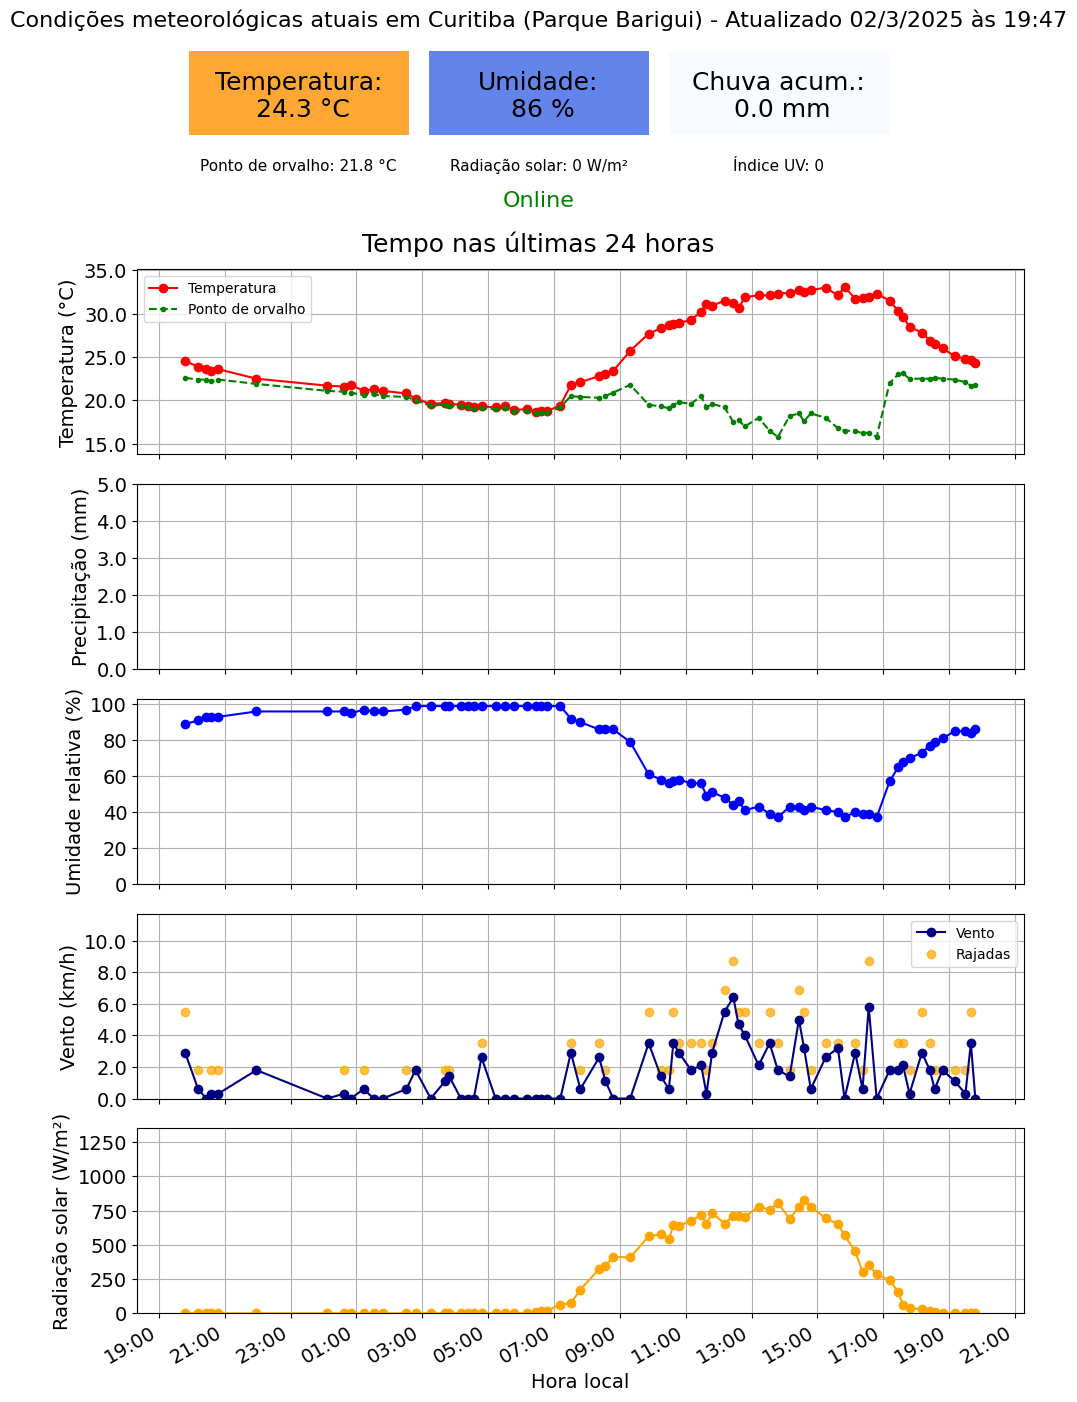 Condições meteorológicas atuais em Curitiba (Parque Barigui) - Atualizado 02/3/2025 às 19:47
Temperatura:
24.3 °C
Umidade:
86 %
Chuva acum.:
0.0 mm
Ponto de orvalho: 21.8 °C
Radiação solar: 0 W/m²
Índice UV: 0
Online
Tempo nas últimas 24 horas
Temperatura (°C)
35.0
30.0
25.0
20.0
15.0
Temperatura
Ponto de orvalho
Precipitação (mm)
5.0
4.0
3.0
2.0
1.0
0.0
Umidade relativa (%)
100
80
60
40
20
0
Vento (km/h)
10.0
8.0
6.0
4.0
2.0
0.0
Vento
Rajadas
Radiação solar (W/m²)
1250
1000
750
500
250
0
19:00 21:00 23:00 01:00 03:00 05:00 07:00 09:00 11:00 13:00 15:00 17:00 19:00 21:00
Hora local